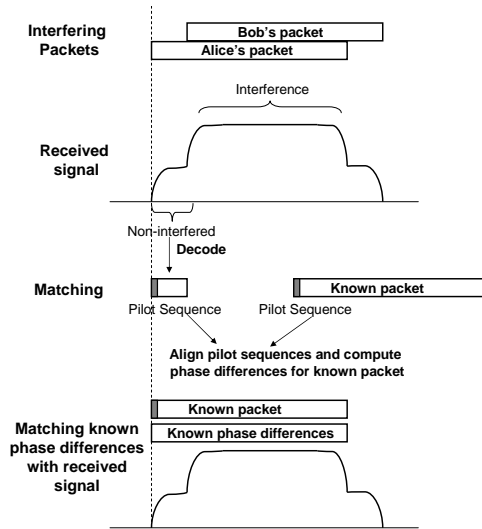 Interfering
Packets
Bob's packet
Alice's packet
Interference
Received
signal
Non-interfered
Decode
Matching
Known packet
Pilot Sequence
Pilot Sequence
Align pilot sequences and compute
phase differences for known packet
Matching known
phase differences
with received
signal
Known packet
Known phase differences